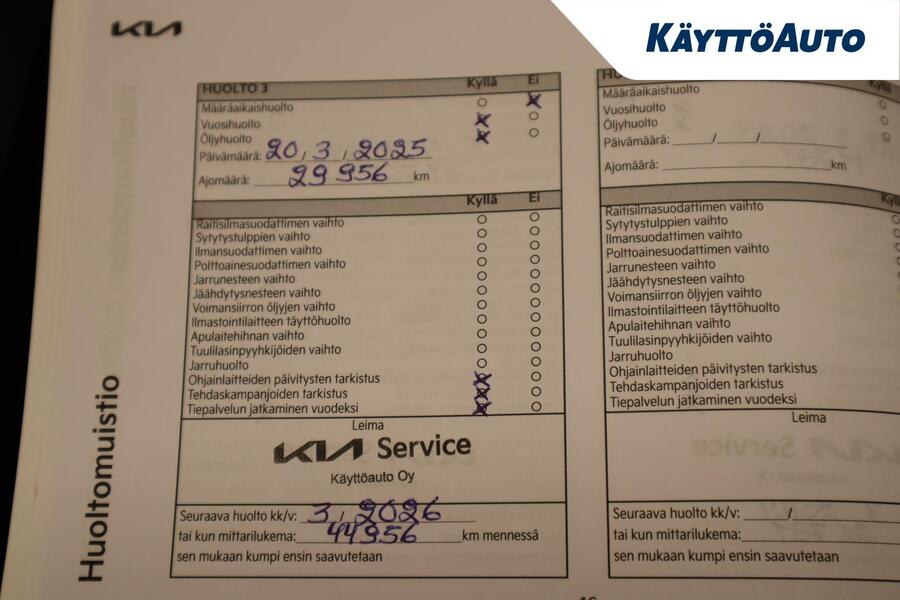 KIA
KÄYTTÖAUTO
Huoltomuistio
HUOLTO 3 Kyllä Ei
Määräaikaishuolto
Vuosihuolto
Öljyhuolto
Päivämäärä: 20 / 3 / 2025
Ajomäärä: 29 956 km
Kyllä Ei
Raitisilmasuodattimen vaihto
Sytytystulppien vaihto
Ilmansuodattimen vaihto
Polttoainesuodattimen vaihto
Jarrunesteen vaihto
Jäähdytysnesteen vaihto
Voimansiirron öljyjen vaihto
Ilmastointilaitteen täyttöhuolto
Apulaitehihnan vaihto
Tuulilasinpyyhkijöiden vaihto
Jarruhuolto
Ohjainlaitteiden päivitysten tarkistus
Tehdaskampanjoiden tarkistus
Tiepalvelun jatkaminen vuodeksi
Leima
KIA Service
Käyttöauto Oy
Seuraava huolto kk/v: 3 / 2026
tai kun mittarilukema: 44956 km mennessä
sen mukaan kumpi ensin saavutetaan
Määräaikaishuolto
Vuosihuolto
Öljyhuolto
Päivämäärä: / /
Ajomäärä: km
Raitisilmasuodattimen vaihto
Sytytystulppien vaihto
Ilmansuodattimen vaihto
Polttoainesuodattimen vaihto
Jarrunesteen vaihto
Jäähdytysnesteen vaihto
Voimansiirron öljyjen vaihto
Ilmastointilaitteen täyttöhuolto
Apulaitehihnan vaihto
Tuulilasinpyyhkijöiden vaihto
Jarruhuolto
Ohjainlaitteiden päivitysten tarkistus
Tehdaskampanjoiden tarkistus
Tiepalvelun jatkaminen vuodeksi
Leima
Seuraava huolto kk/v: /
tai kun mittarilukema:
sen mukaan kumpi ensin saavutetaan